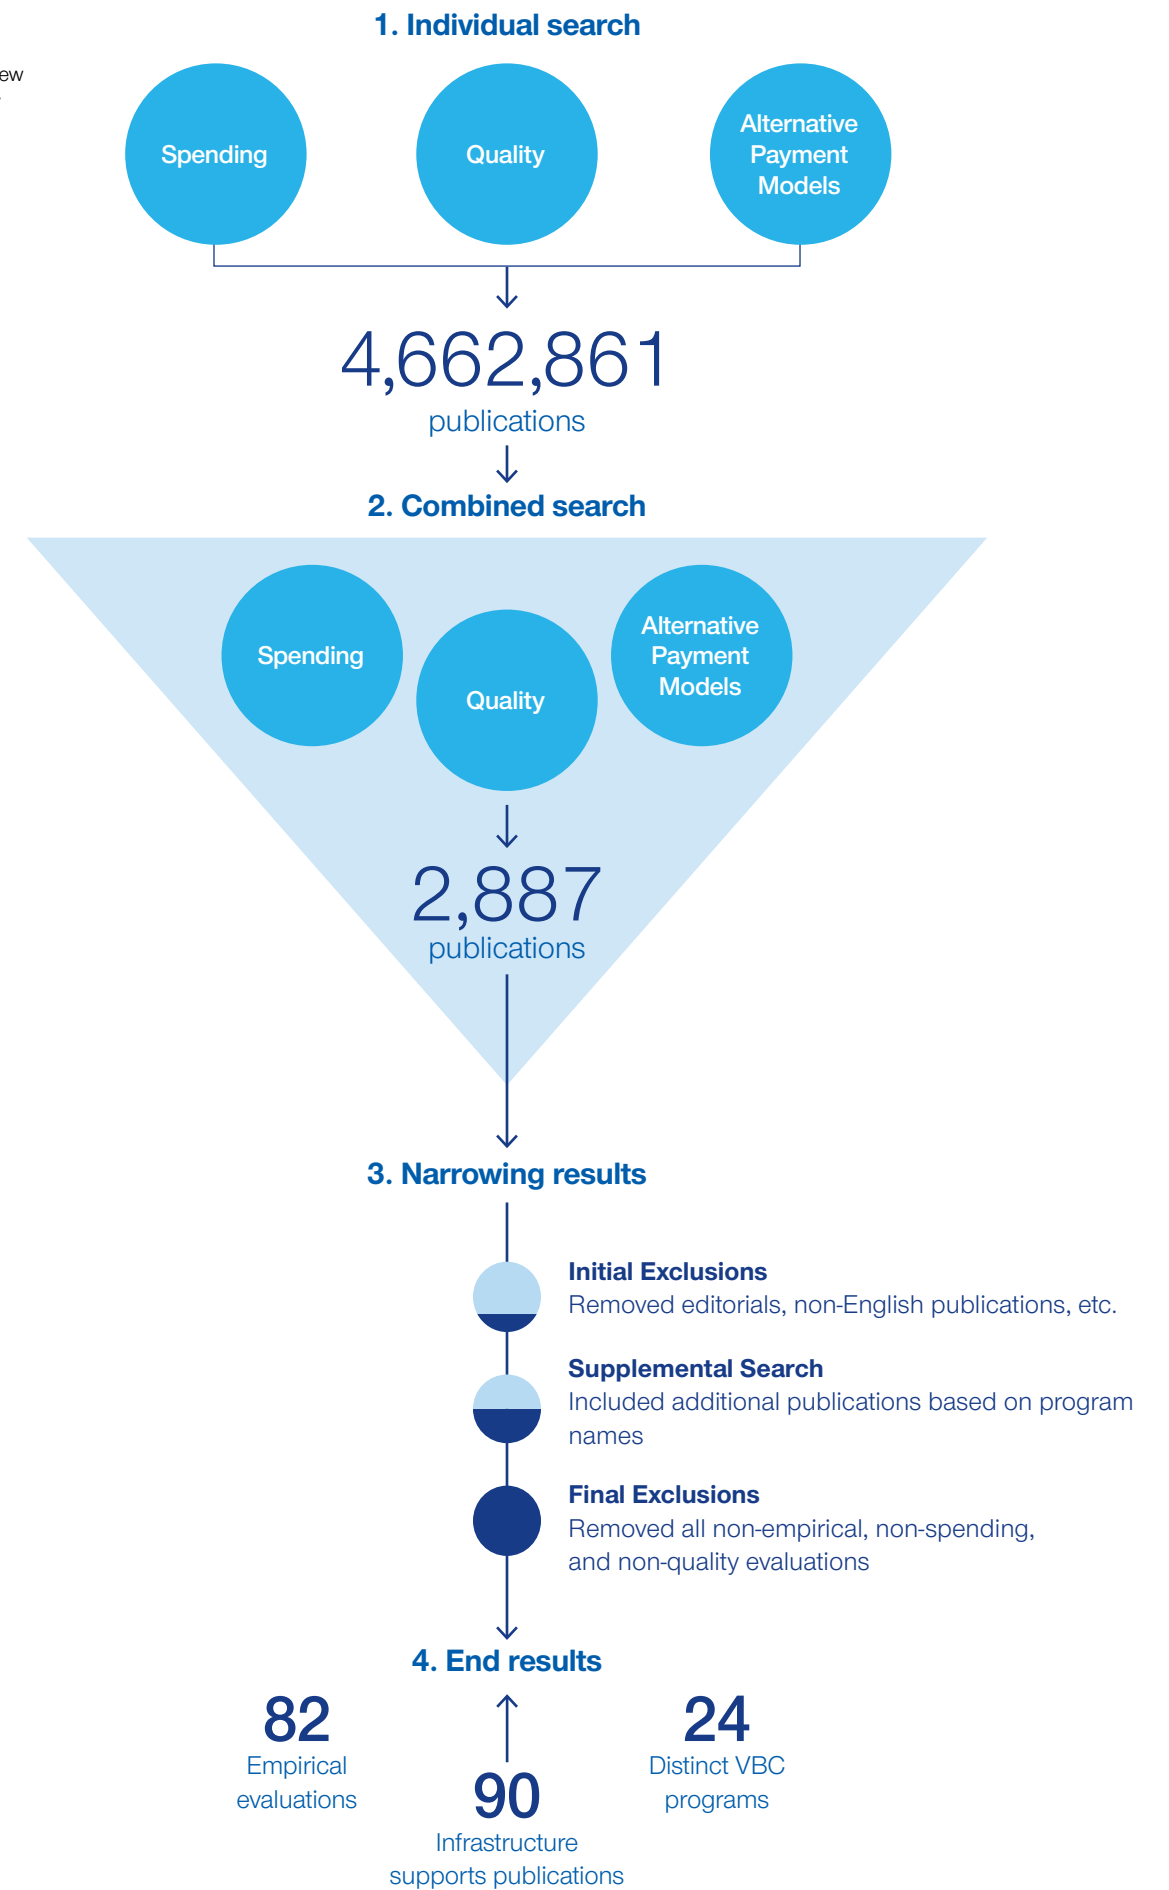 1. Individual search
ew
Spending
Quality
Alternative
Payment
Models
4,662,861
publications
2. Combined search
Spending
Quality
Alternative
Payment
Models
2,887
publications
3. Narrowing results
Initial Exclusions
Removed editorials, non-English publications, etc.
Supplemental Search
Included additional publications based on program
names
Final Exclusions
Removed all non-empirical, non-spending,
and non-quality evaluations
4. End results
82
Empirical
evaluations
90
Infrastructure
supports publications
24
Distinct VBC
programs